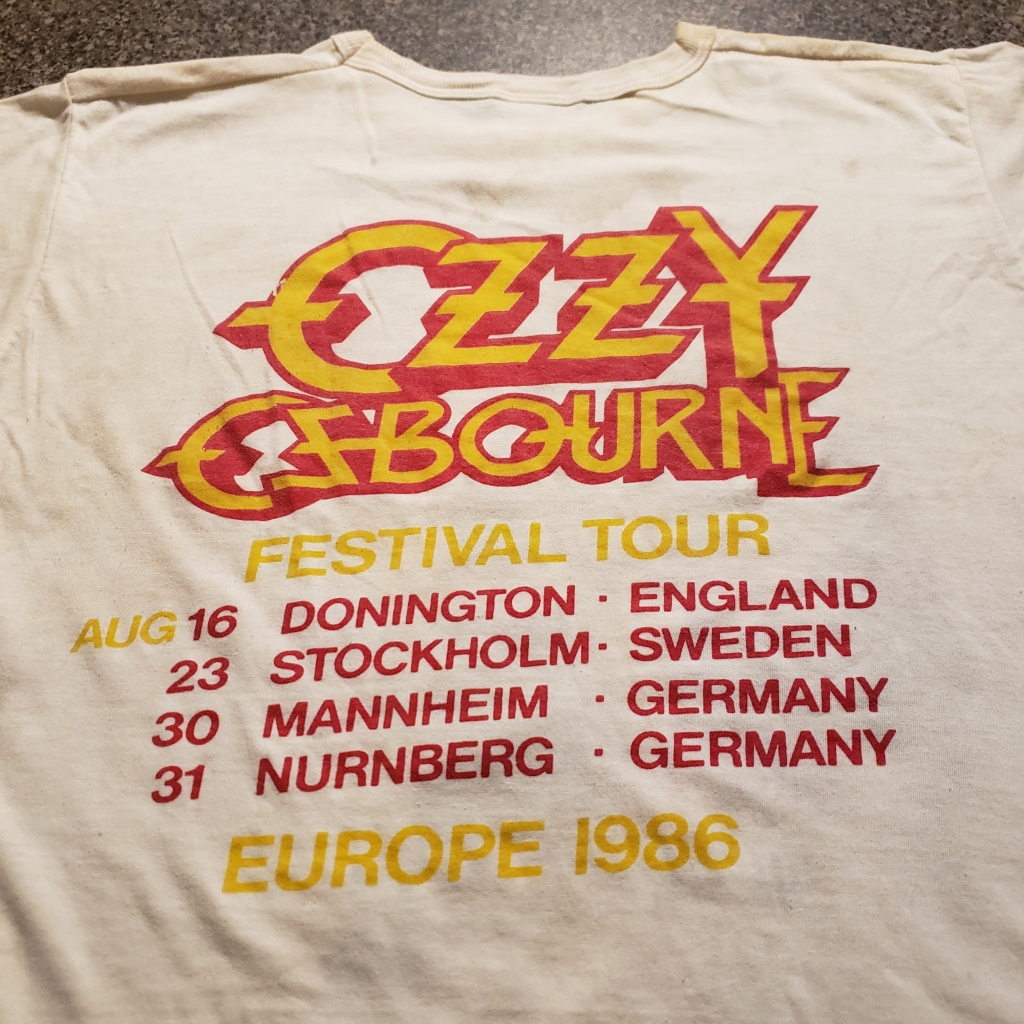 OZZY
OSBOURNE
FESTIVAL TOUR
AUG 16 DONINGTON · ENGLAND
23 STOCKHOLM · SWEDEN
30 MANNHEIM · GERMANY
31 NURNBERG · GERMANY
EUROPE 1986